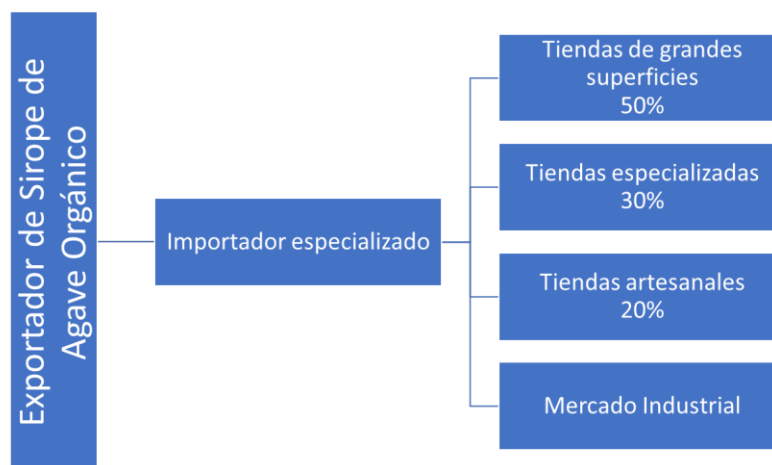 Exportador de Sirope de
Agave Orgánico
Importador especializado
Tiendas de grandes
superficies
50%
Tiendas especializadas
30%
Tiendas artesanales
20%
Mercado Industrial